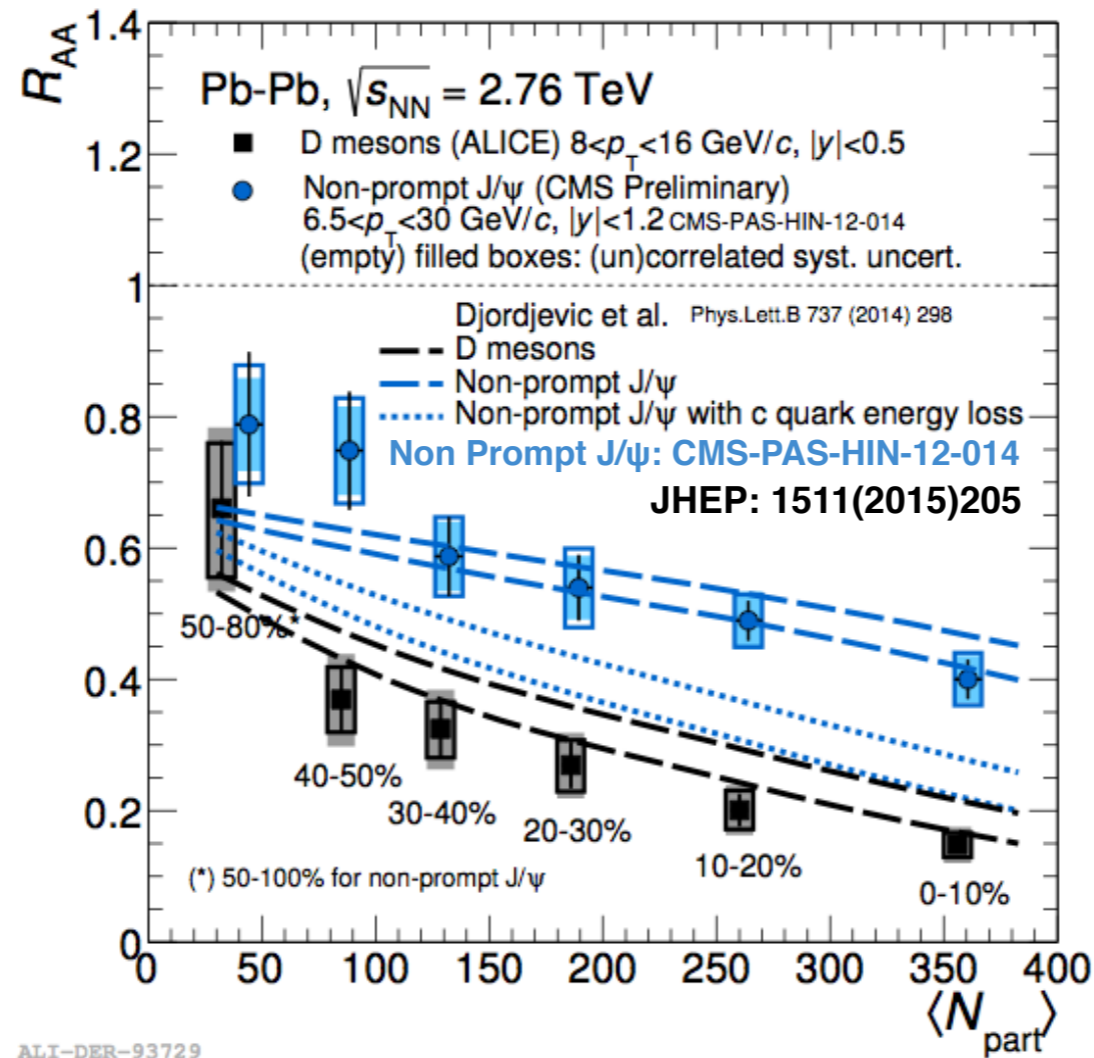 R_AA
1.4
1.2
1
0.8
0.6
0.4
0.2
0
Pb-Pb, √s_NN = 2.76 TeV
D mesons (ALICE) 8<p_T<16 GeV/c, |y|<0.5
Non-prompt J/ψ (CMS Preliminary)
6.5<p_T<30 GeV/c, |y|<1.2 CMS-PAS-HIN-12-014
(empty) filled boxes: (un)correlated syst. uncert.
Djordjevic et al. Phys.Lett.B 737 (2014) 298
D mesons
Non-prompt J/ψ
Non-prompt J/ψ with c quark energy loss
Non Prompt J/ψ: CMS-PAS-HIN-12-014
JHEP: 1511(2015)205
50-80%*
40-50%
30-40%
20-30%
10-20%
0-10%
(*) 50-100% for non-prompt J/ψ
0 50 100 150 200 250 300 350 400
⟨N_part⟩
ALI-DER-93729